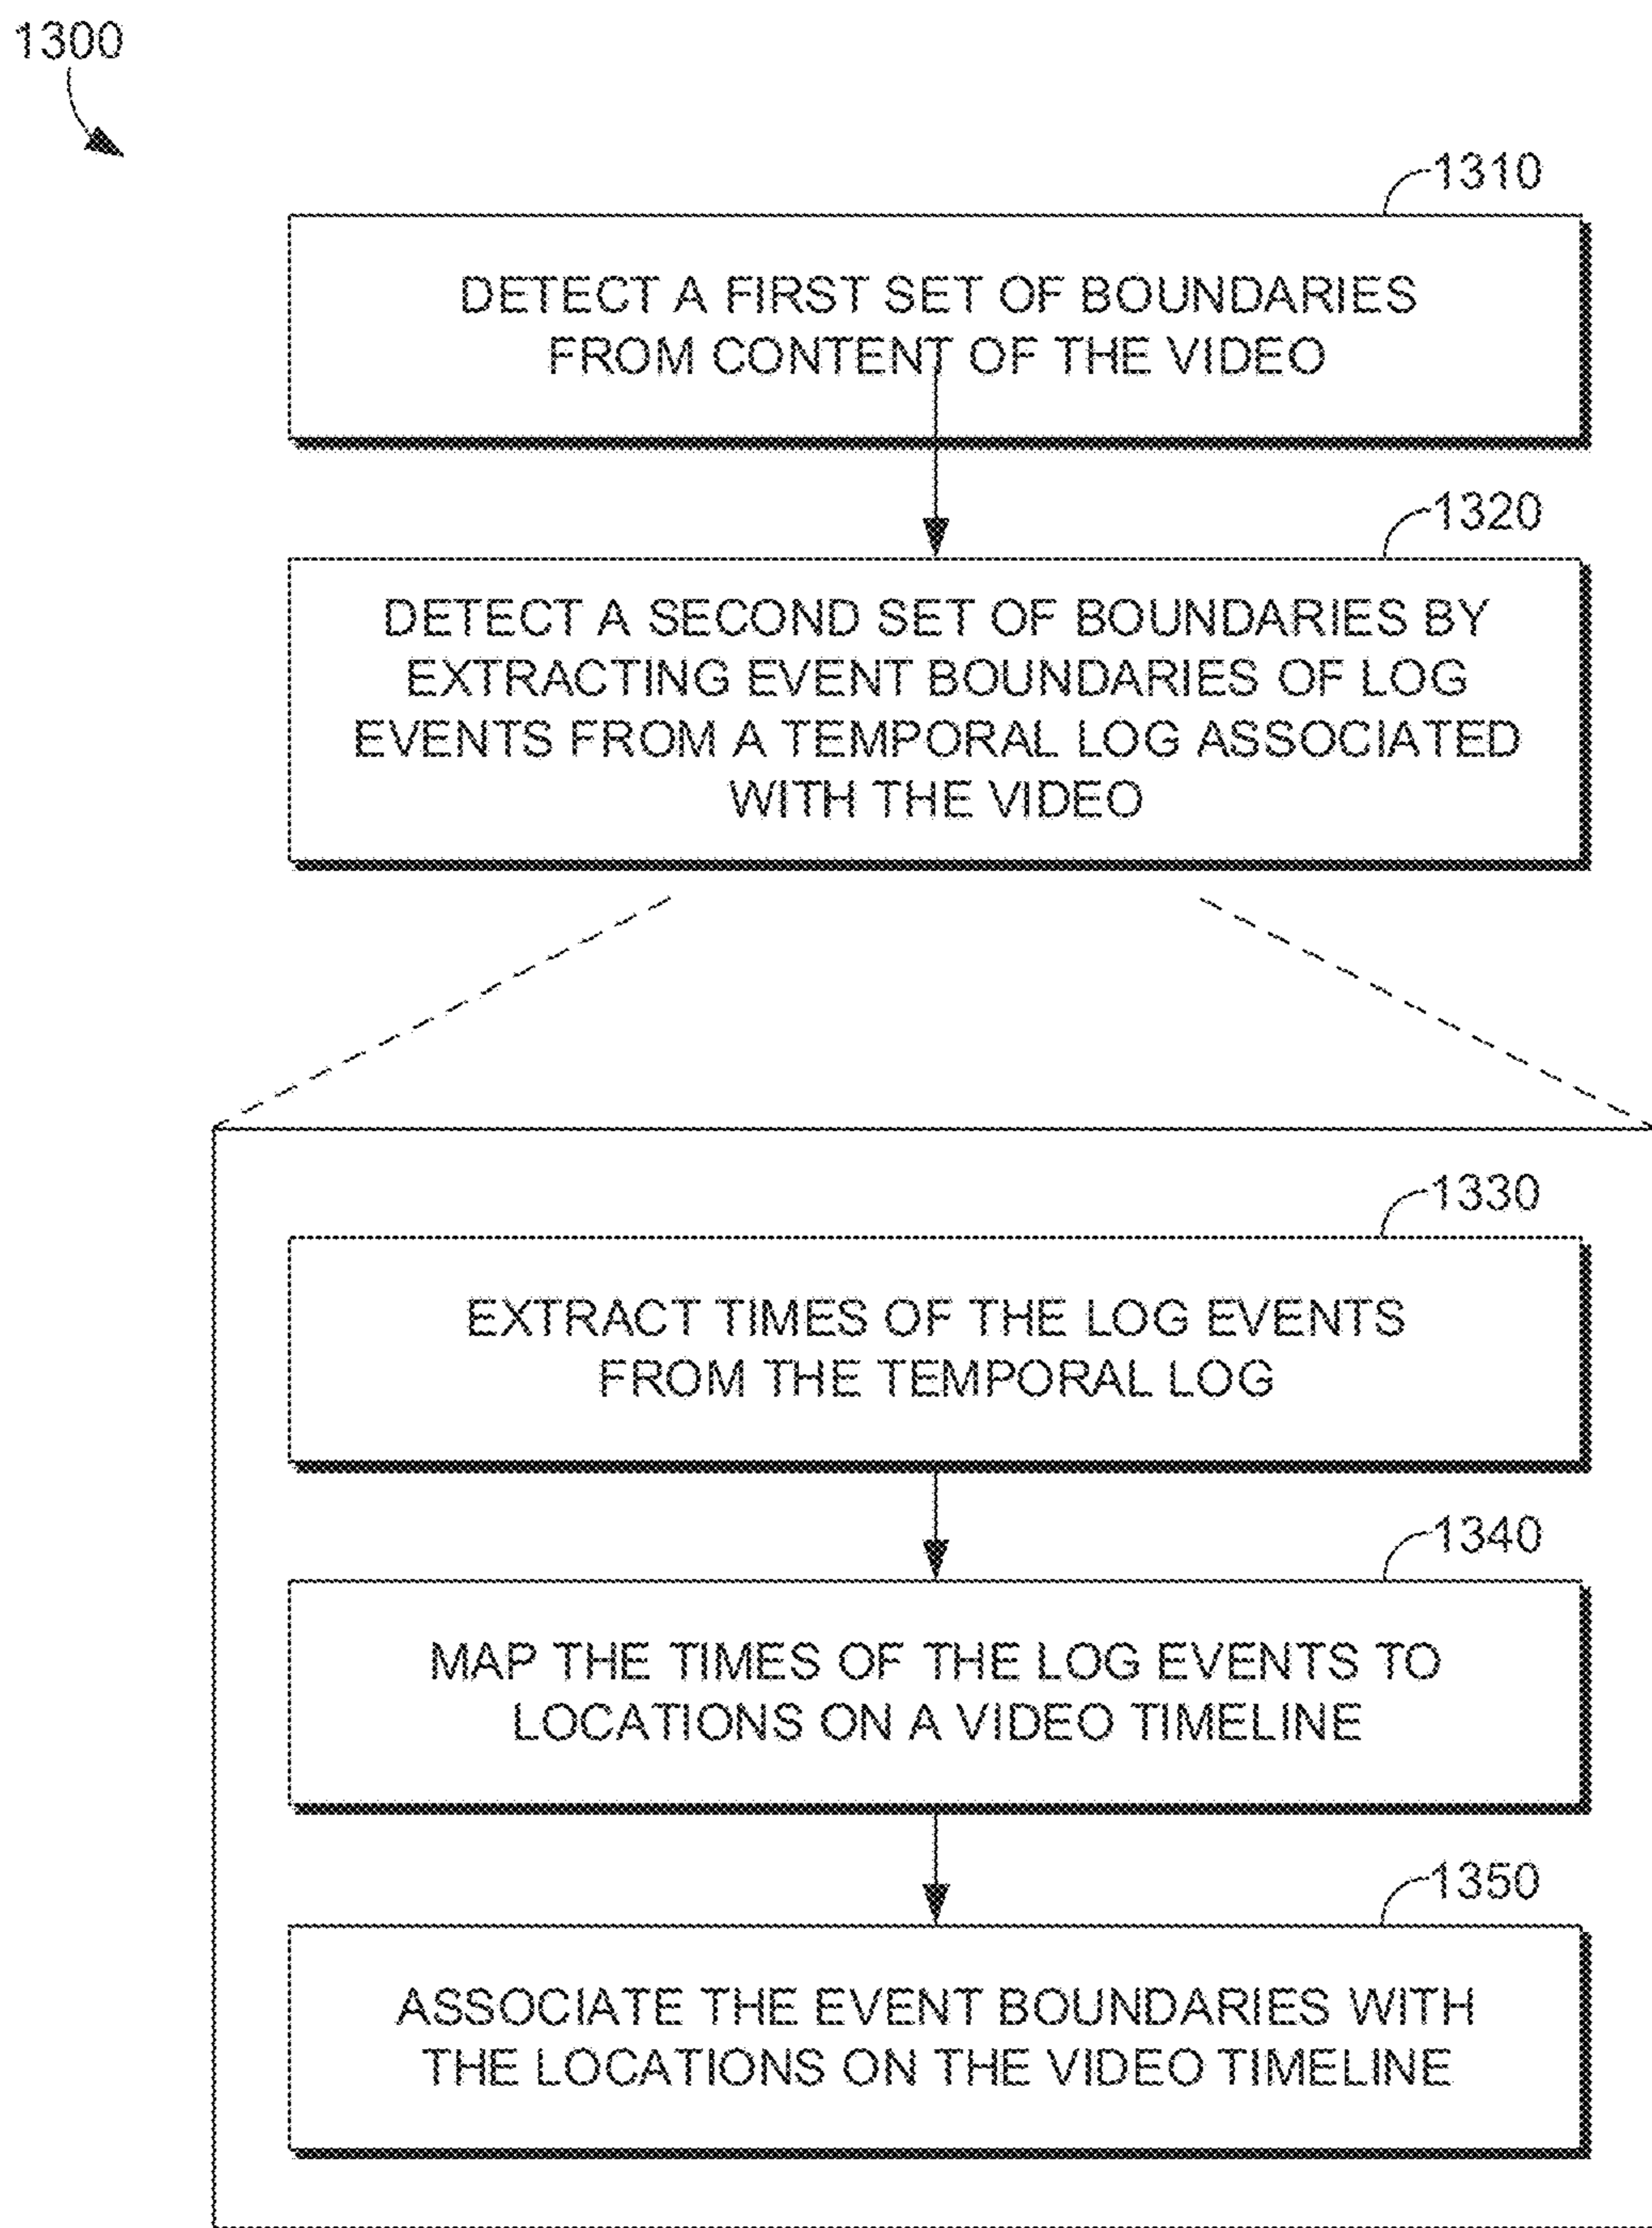 1300
1310
DETECT A FIRST SET OF BOUNDARIES
FROM CONTENT OF THE VIDEO
1320
DETECT A SECOND SET OF BOUNDARIES BY
EXTRACTING EVENT BOUNDARIES OF LOG
EVENTS FROM A TEMPORAL LOG ASSOCIATED
WITH THE VIDEO
1330
EXTRACT TIMES OF THE LOG EVENTS
FROM THE TEMPORAL LOG
1340
MAP THE TIMES OF THE LOG EVENTS TO
LOCATIONS ON A VIDEO TIMELINE
1350
ASSOCIATE THE EVENT BOUNDARIES WITH
THE LOCATIONS ON THE VIDEO TIMELINE